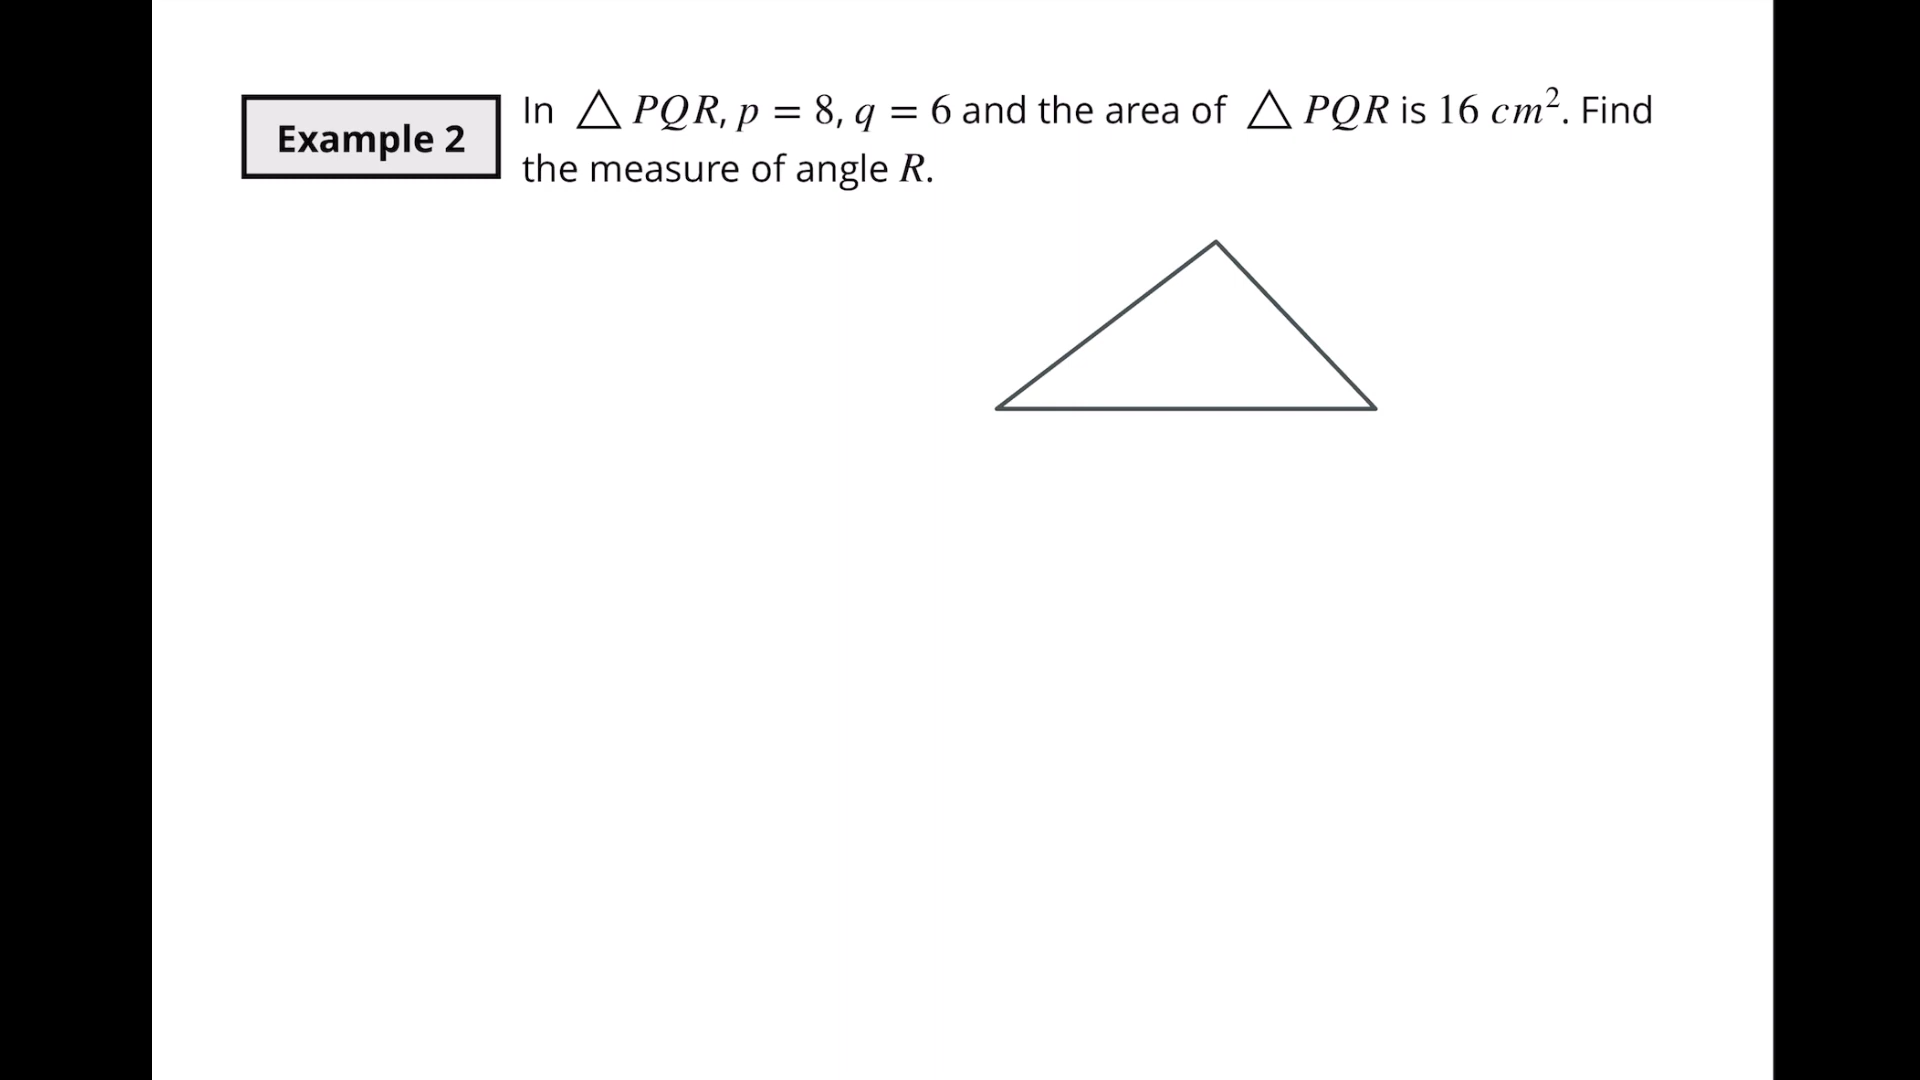 Example 2
In △ PQR, p = 8, q = 6 and the area of △ PQR is 16 cm². Find
the measure of angle R.